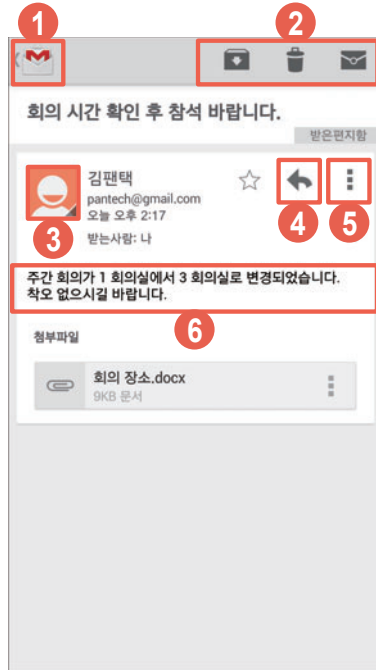 1
2
회의 시간 확인 후 참석 바랍니다.
받은편지함
김팬택
pantech@gmail.com
오늘 오후 2:17
받는사람: 나
3
4
5
주간 회의가 1 회의실에서 3 회의실로 변경되었습니다.
착오 없으시길 바랍니다.
6
첨부파일
회의 장소.docx
9KB 문서